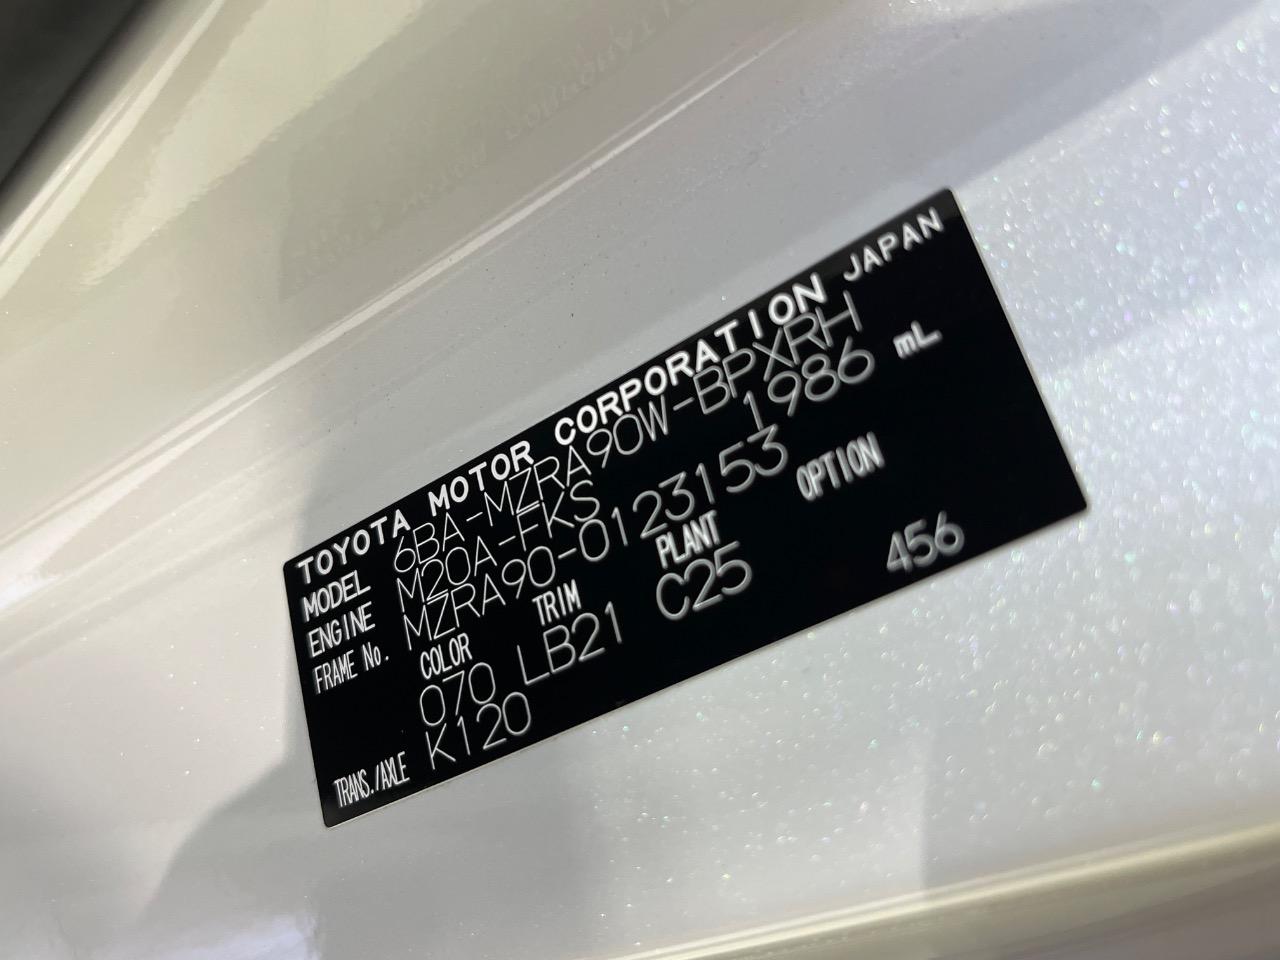 TOYOTA MOTOR CORPORATION JAPAN
MODEL 6BA-MZRA90W-BPXRH
ENGINE M20A-FKS 1986 mL
FRAME No. MZRA90-0123153
COLOR TRIM PLANT OPTION
070 LB21 C25 456
TRANS./AXLE K120